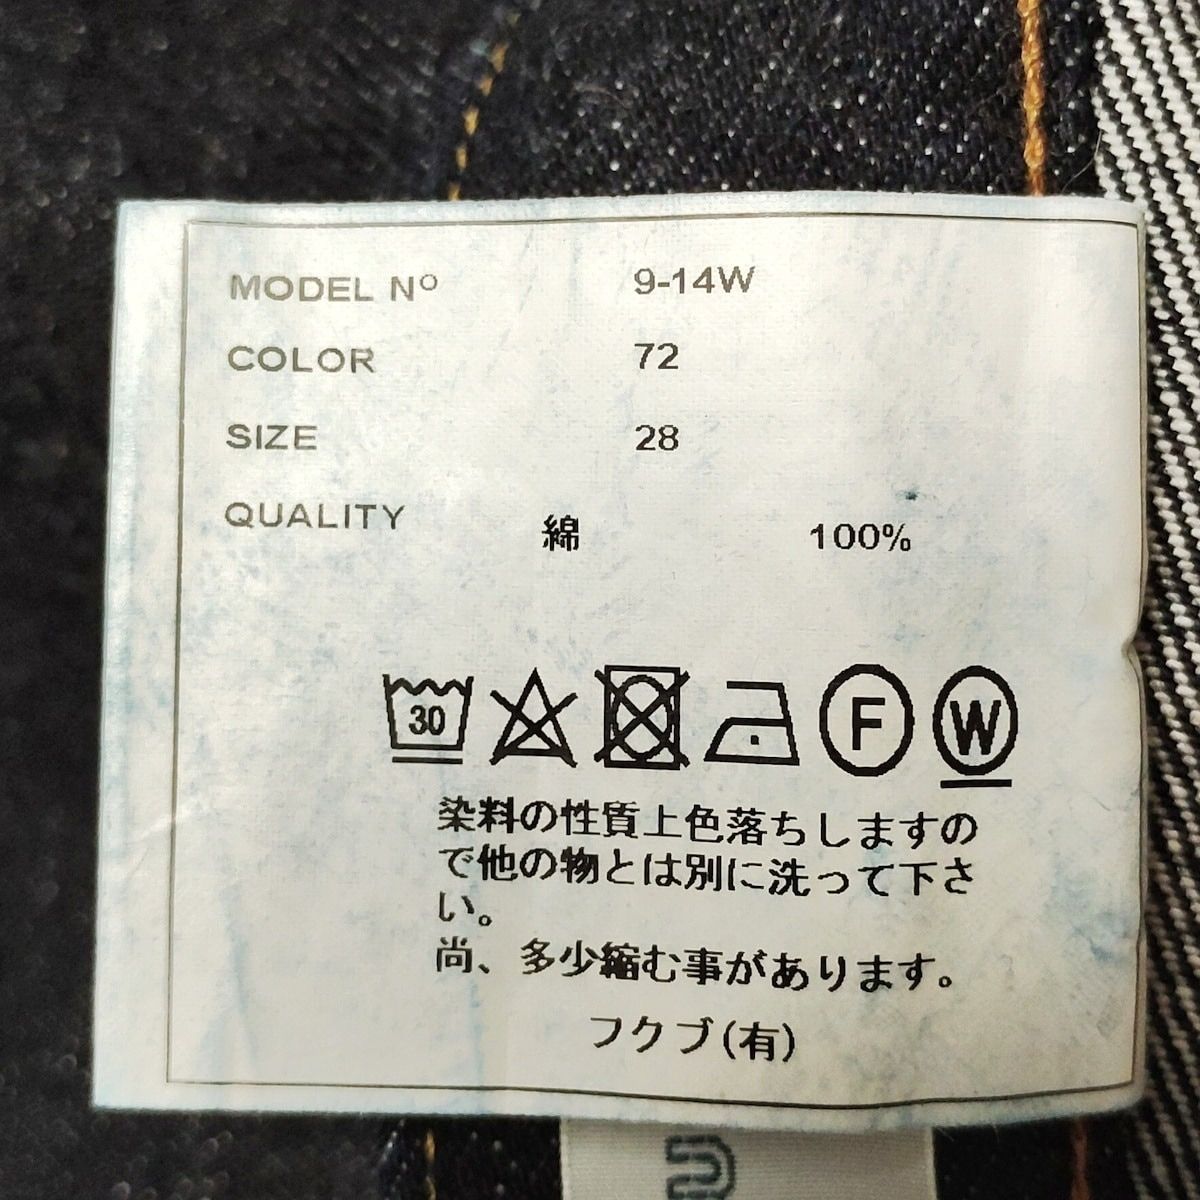 MODEL Nº 9-14W
COLOR 72
SIZE 28
QUALITY 綿 100%
30 F W
染料の性質上色落ちしますの
で他の物とは別に洗って下さ
い。
尚、多少縮む事があります。
フクブ(有)